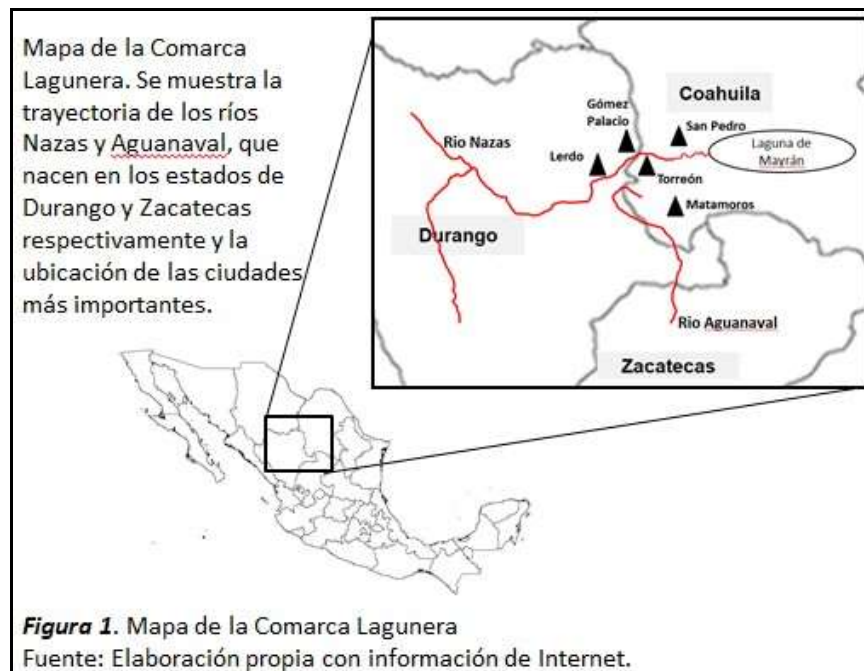 Mapa de la Comarca
Lagunera. Se muestra la
trayectoria de los ríos
Nazas y Aguanaval, que
nacen en los estados de
Durango y Zacatecas
respectivamente y la
ubicación de las ciudades
más importantes.
Coahuila
Gómez
Palacio
San Pedro
Rio Nazas
Laguna de
Mayrán
Lerdo
Torreón
Matamoros
Durango
Rio Aguanaval
Zacatecas
Figura 1. Mapa de la Comarca Lagunera
Fuente: Elaboración propia con información de Internet.